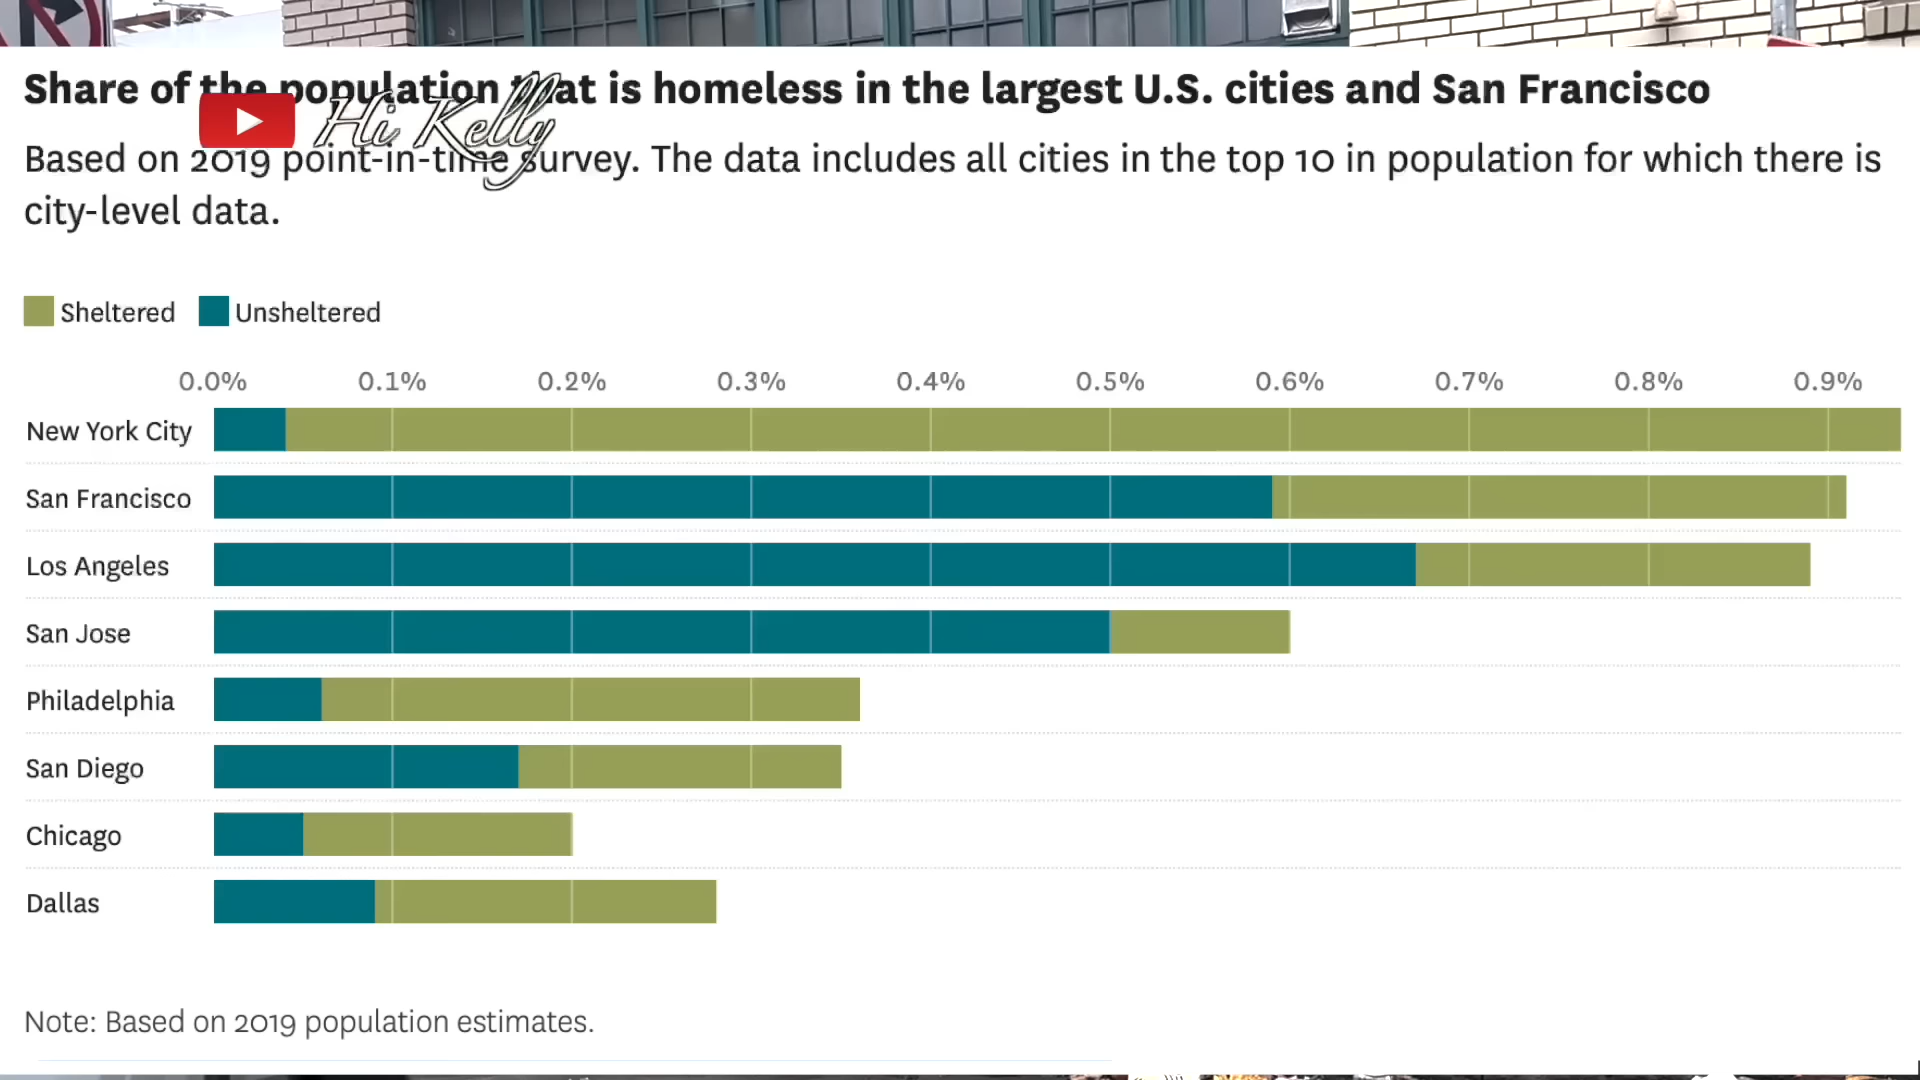 Share of the population that is homeless in the largest U.S. cities and San Francisco
Hi Kelly
Based on 2019 point-in-time survey. The data includes all cities in the top 10 in population for which there is
city-level data.
Sheltered Unsheltered
0.0% 0.1% 0.2% 0.3% 0.4% 0.5% 0.6% 0.7% 0.8% 0.9%
New York City
San Francisco
Los Angeles
San Jose
Philadelphia
San Diego
Chicago
Dallas
Note: Based on 2019 population estimates.